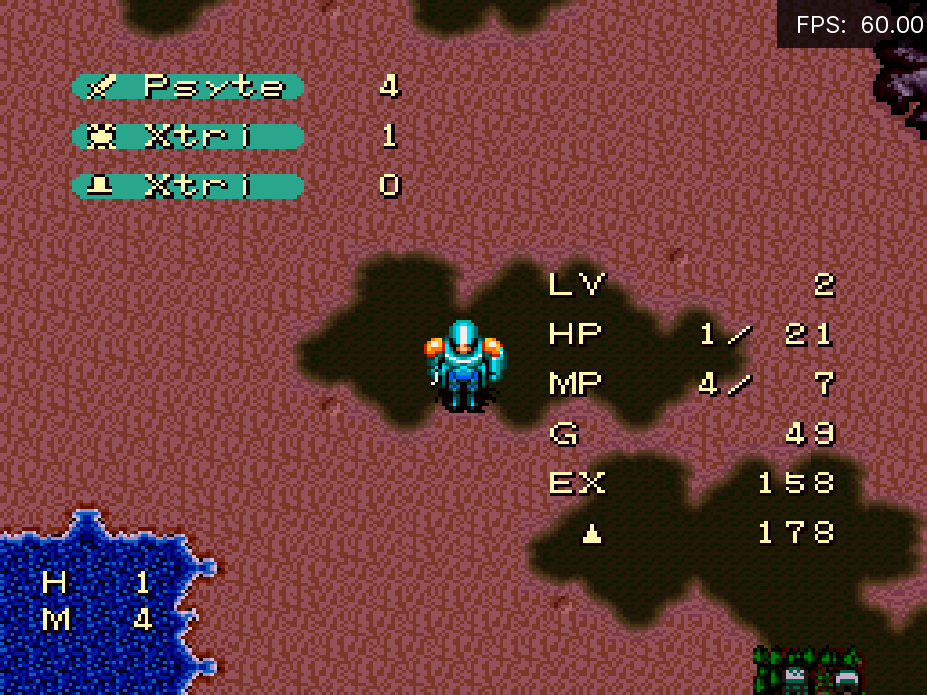 FPS: 60.00
Psyte 4
Xtri 1
Xtri 0
LV 2
HP 1/ 21
MP 4/ 7
G 49
EX 158
178
H 1
M 4